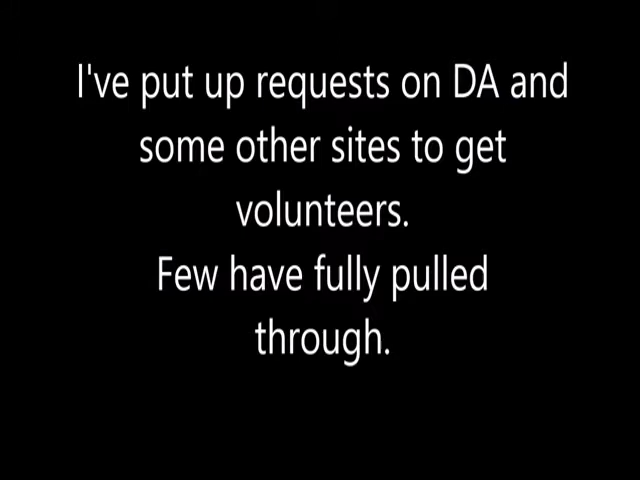 I've put up requests on DA and
some other sites to get
volunteers.
Few have fully pulled
through.